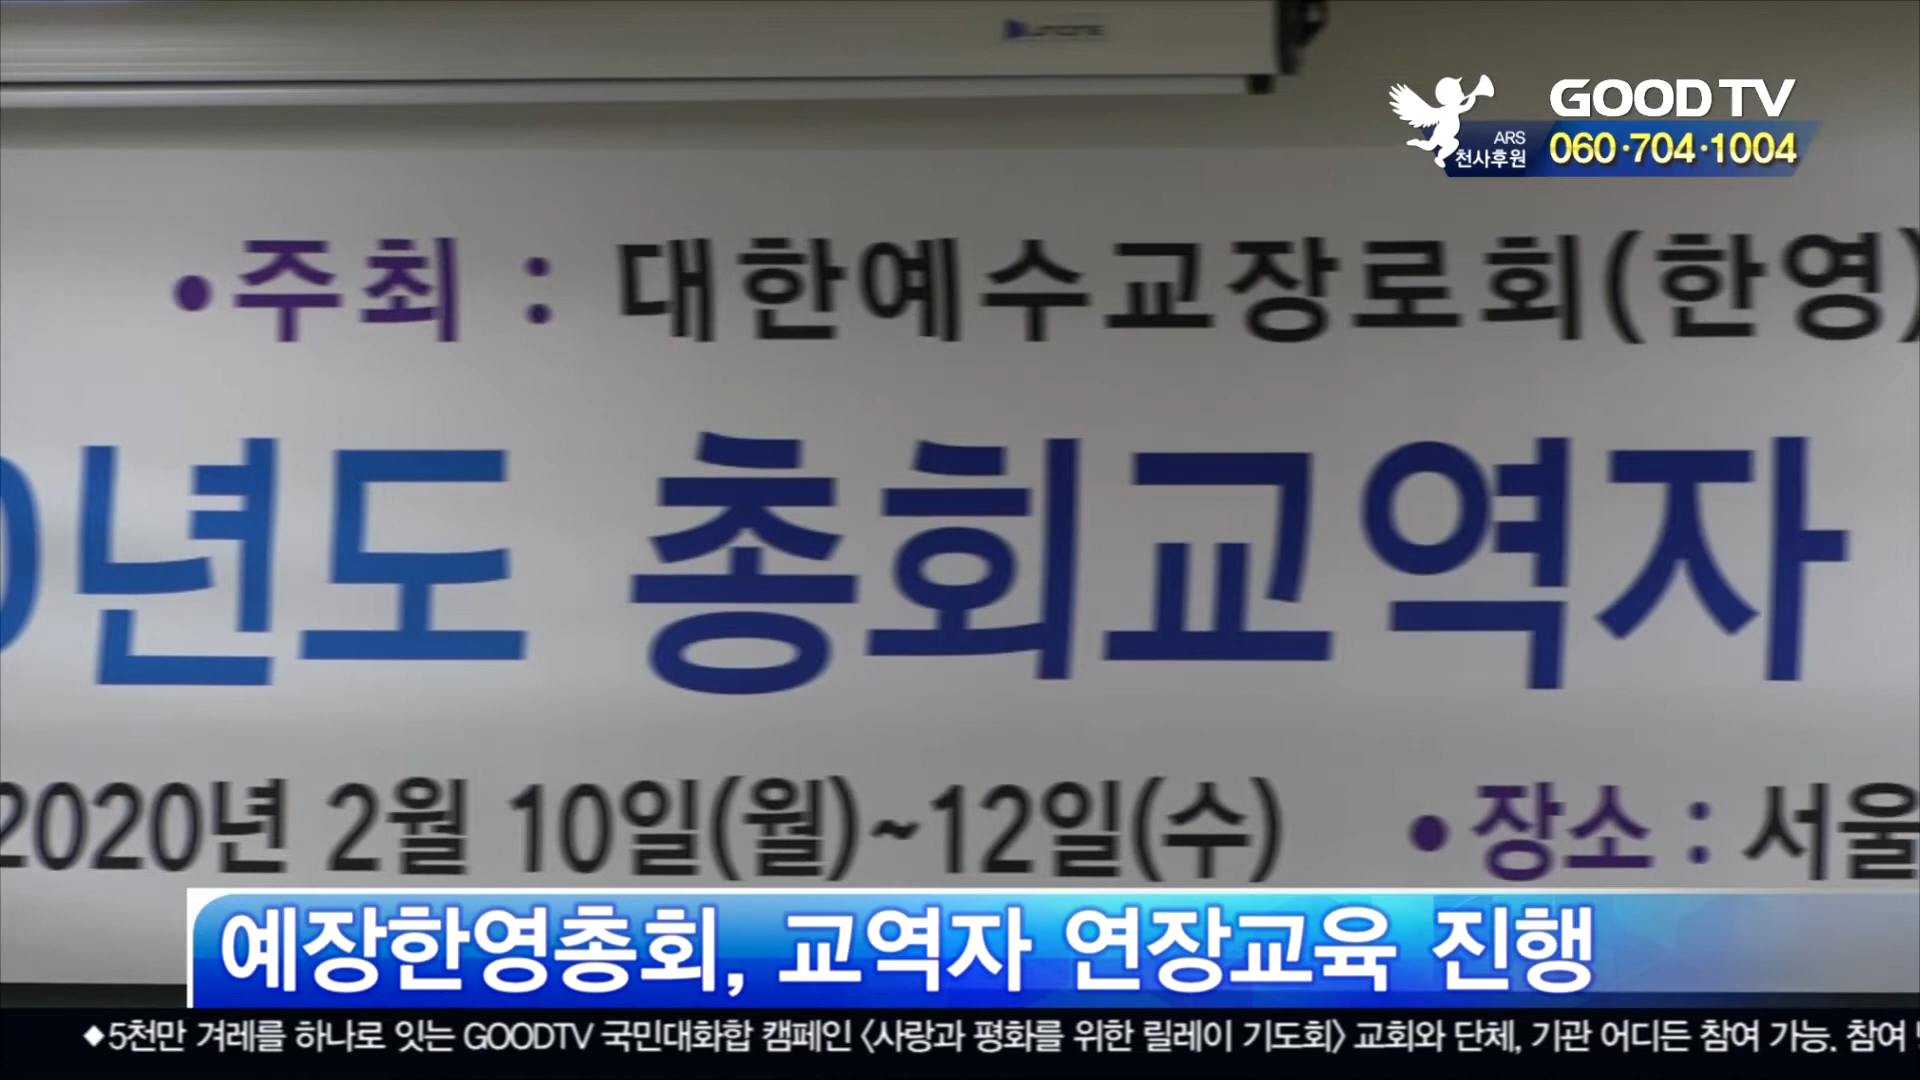 GOODTV
ARS
천사후원 060·704·1004
•주최 : 대한예수교장로회(한영)
0년도 총회교역자
2020년 2월 10일(월)~12일(수) •장소 : 서울
예장한영총회, 교역자 연장교육 진행
◆5천만 겨레를 하나로 잇는 GOODTV 국민대화합 캠페인 〈사랑과 평화를 위한 릴레이 기도회〉 교회와 단체, 기관 어디든 참여 가능. 참여